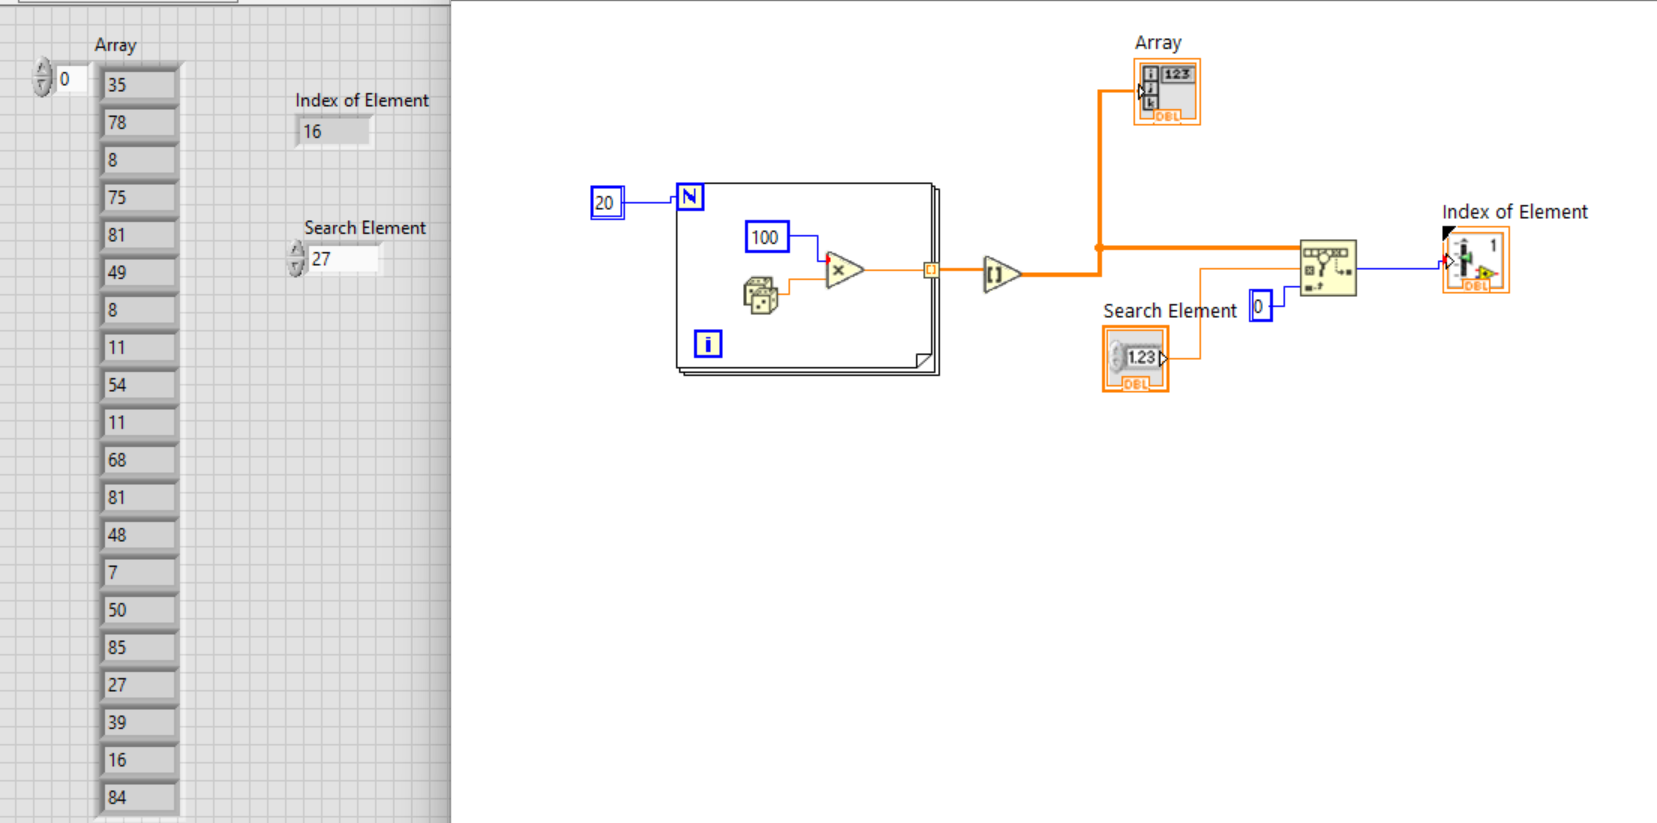 Array
0
35
78
8
75
81
49
8
11
54
11
68
81
48
7
50
85
27
39
16
84
Index of Element
16
Search Element
27
Array
i 123
j
k
DBL
20
N
100
×
i
[]
[]
Search Element
1.23
DBL
0
Index of Element
1
DBL